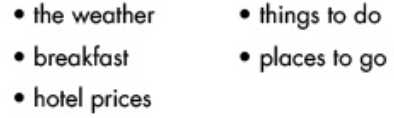 • the weather
• breakfast
• hotel prices
• things to do
• places to go